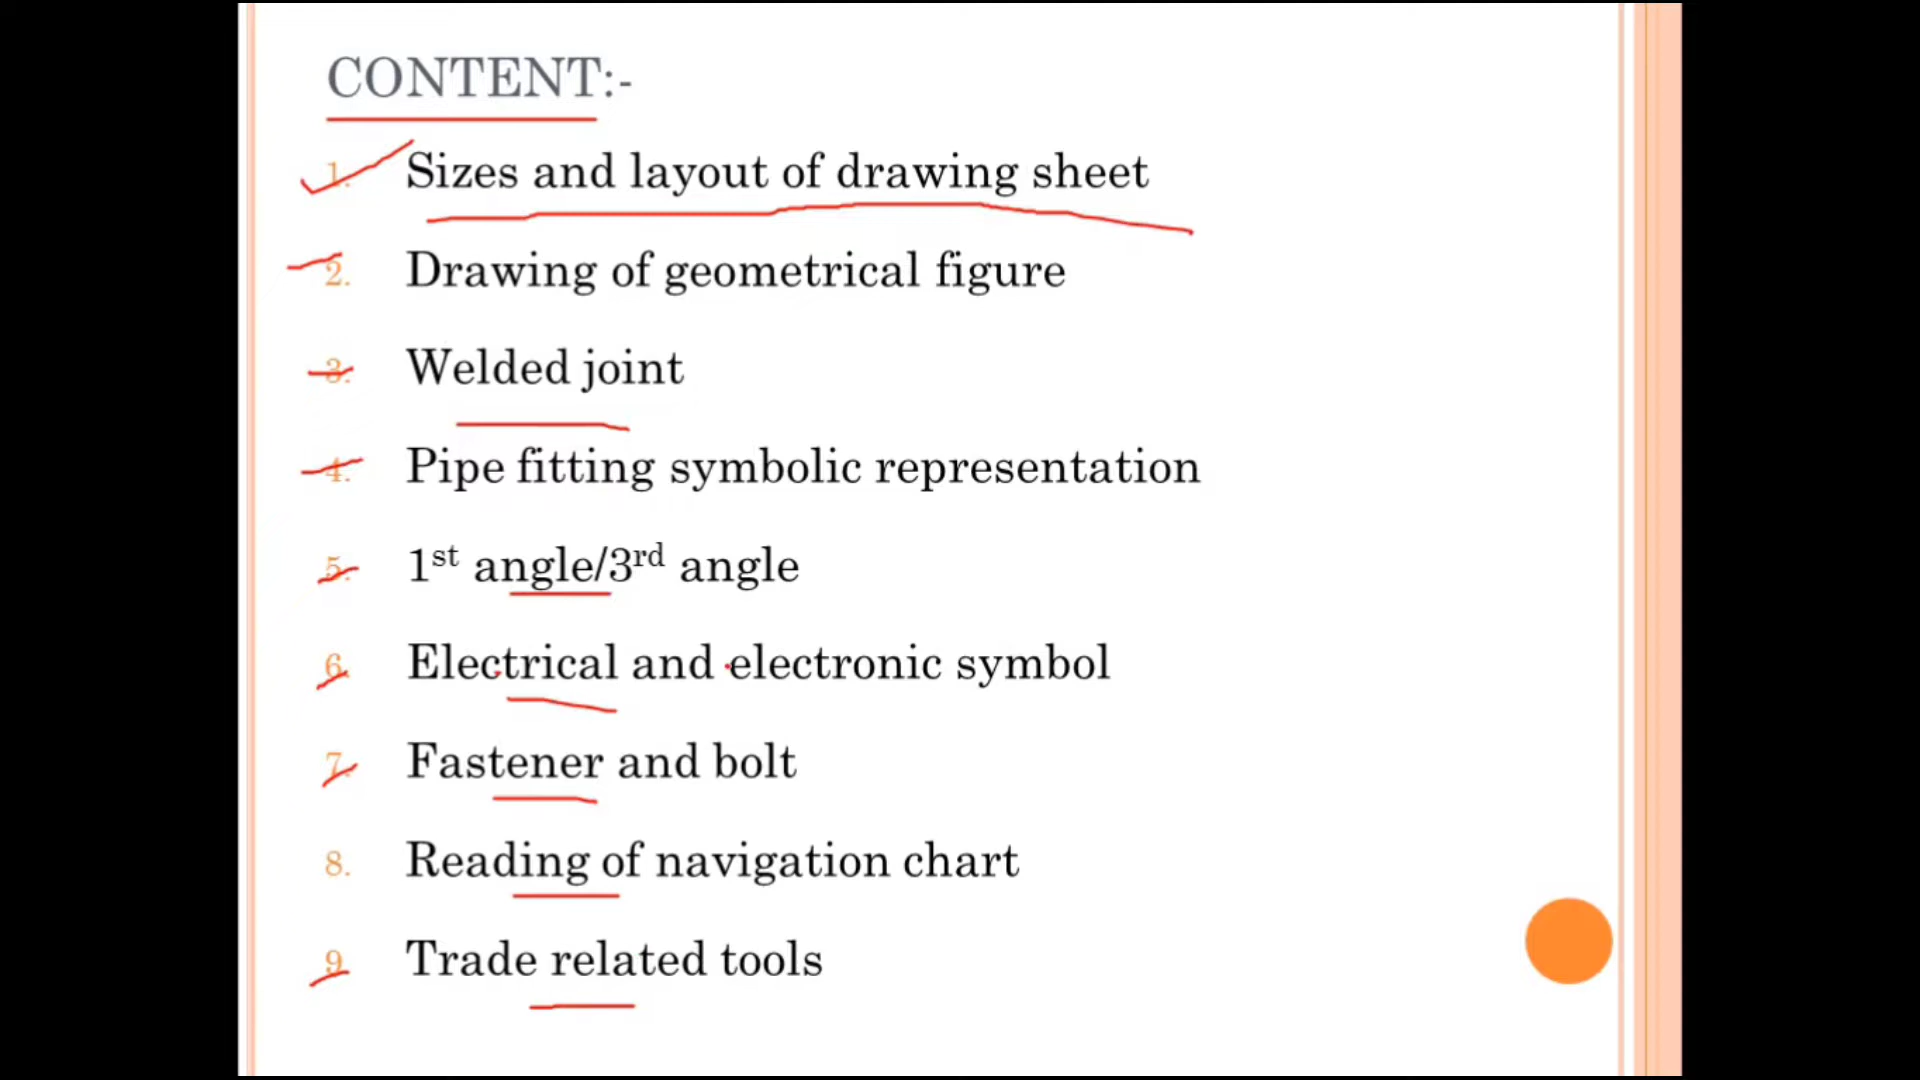 CONTENT:-
1. Sizes and layout of drawing sheet
2. Drawing of geometrical figure
3. Welded joint
4. Pipe fitting symbolic representation
5. 1st angle/3rd angle
6. Electrical and electronic symbol
7. Fastener and bolt
8. Reading of navigation chart
9. Trade related tools